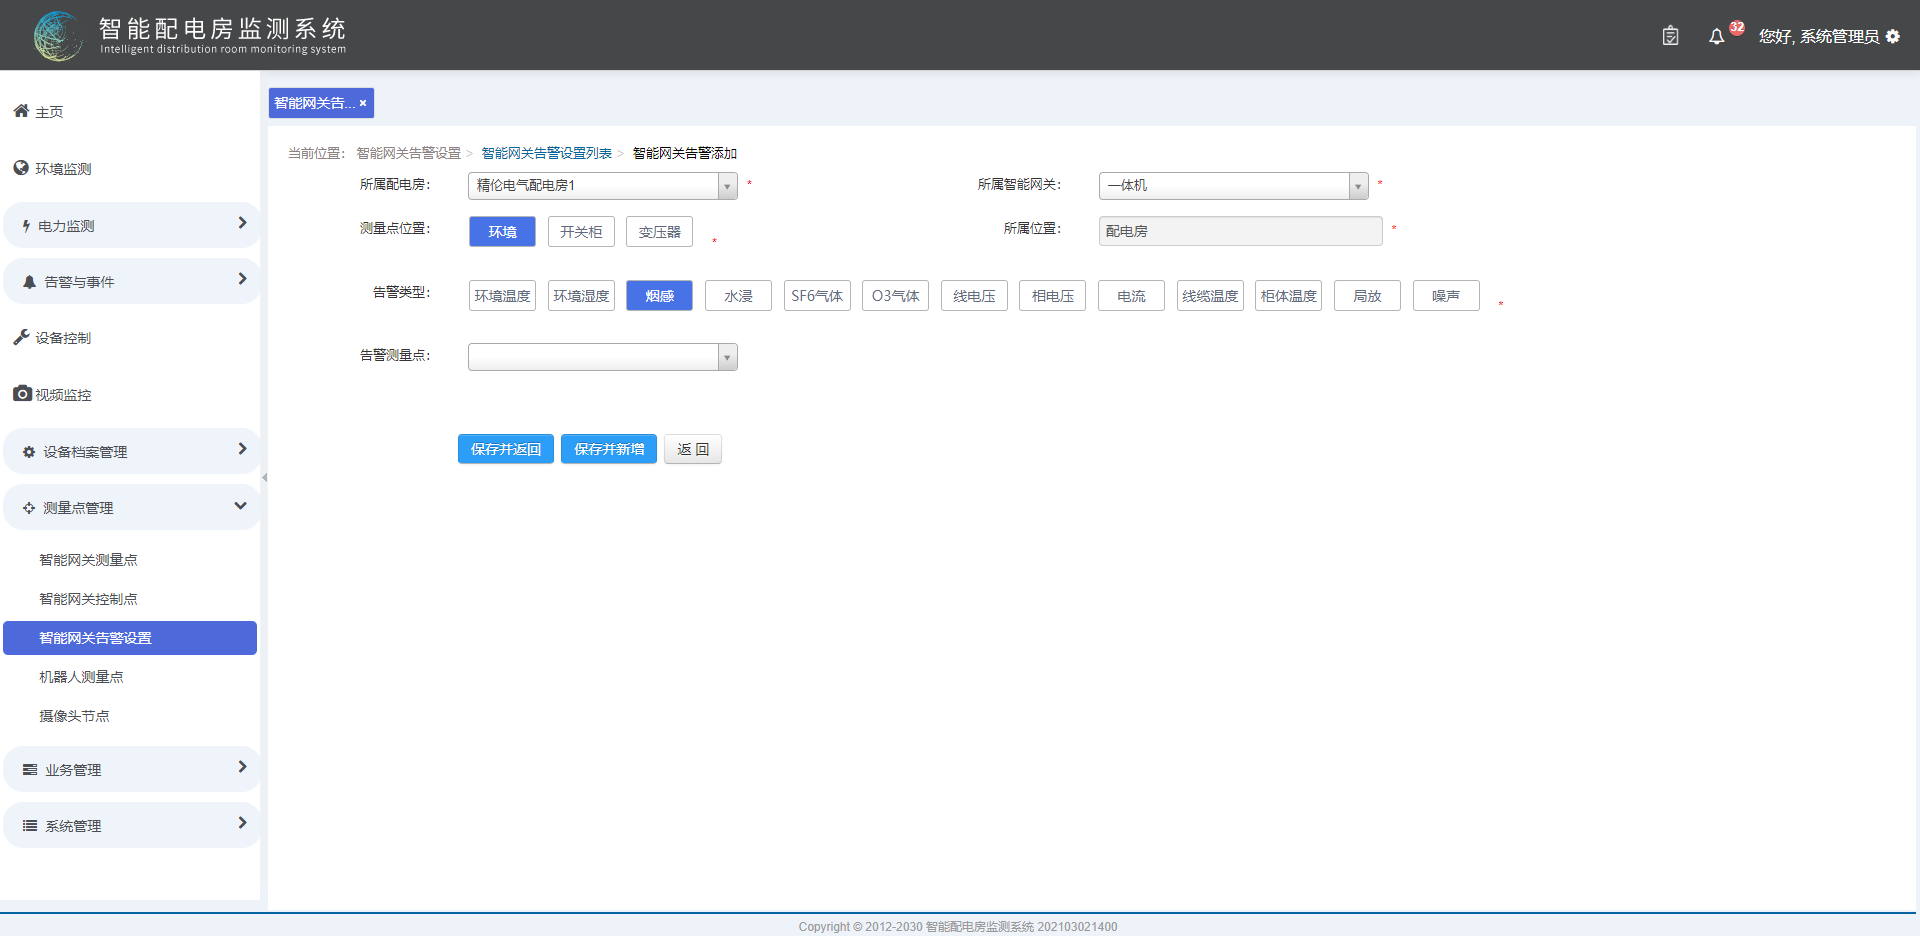 智能配电房监测系统
Intelligent distribution room monitoring system
32
您好, 系统管理员
主页
环境监测
电力监测
告警与事件
设备控制
视频监控
设备档案管理
测量点管理
智能网关测量点
智能网关控制点
智能网关告警设置
机器人测量点
摄像头节点
业务管理
系统管理
智能网关告... ×
当前位置: 智能网关告警设置 > 智能网关告警设置列表 > 智能网关告警添加
所属配电房: 精伦电气配电房1 * 所属智能网关: 一体机 *
测量点位置: 环境 开关柜 变压器 * 所属位置: 配电房 *
告警类型: 环境温度 环境湿度 烟感 水浸 SF6气体 O3气体 线电压 相电压 电流 线缆温度 柜体温度 局放 噪声 *
告警测量点:
保存并返回 保存并新增 返 回
Copyright © 2012-2030 智能配电房监测系统 202103021400